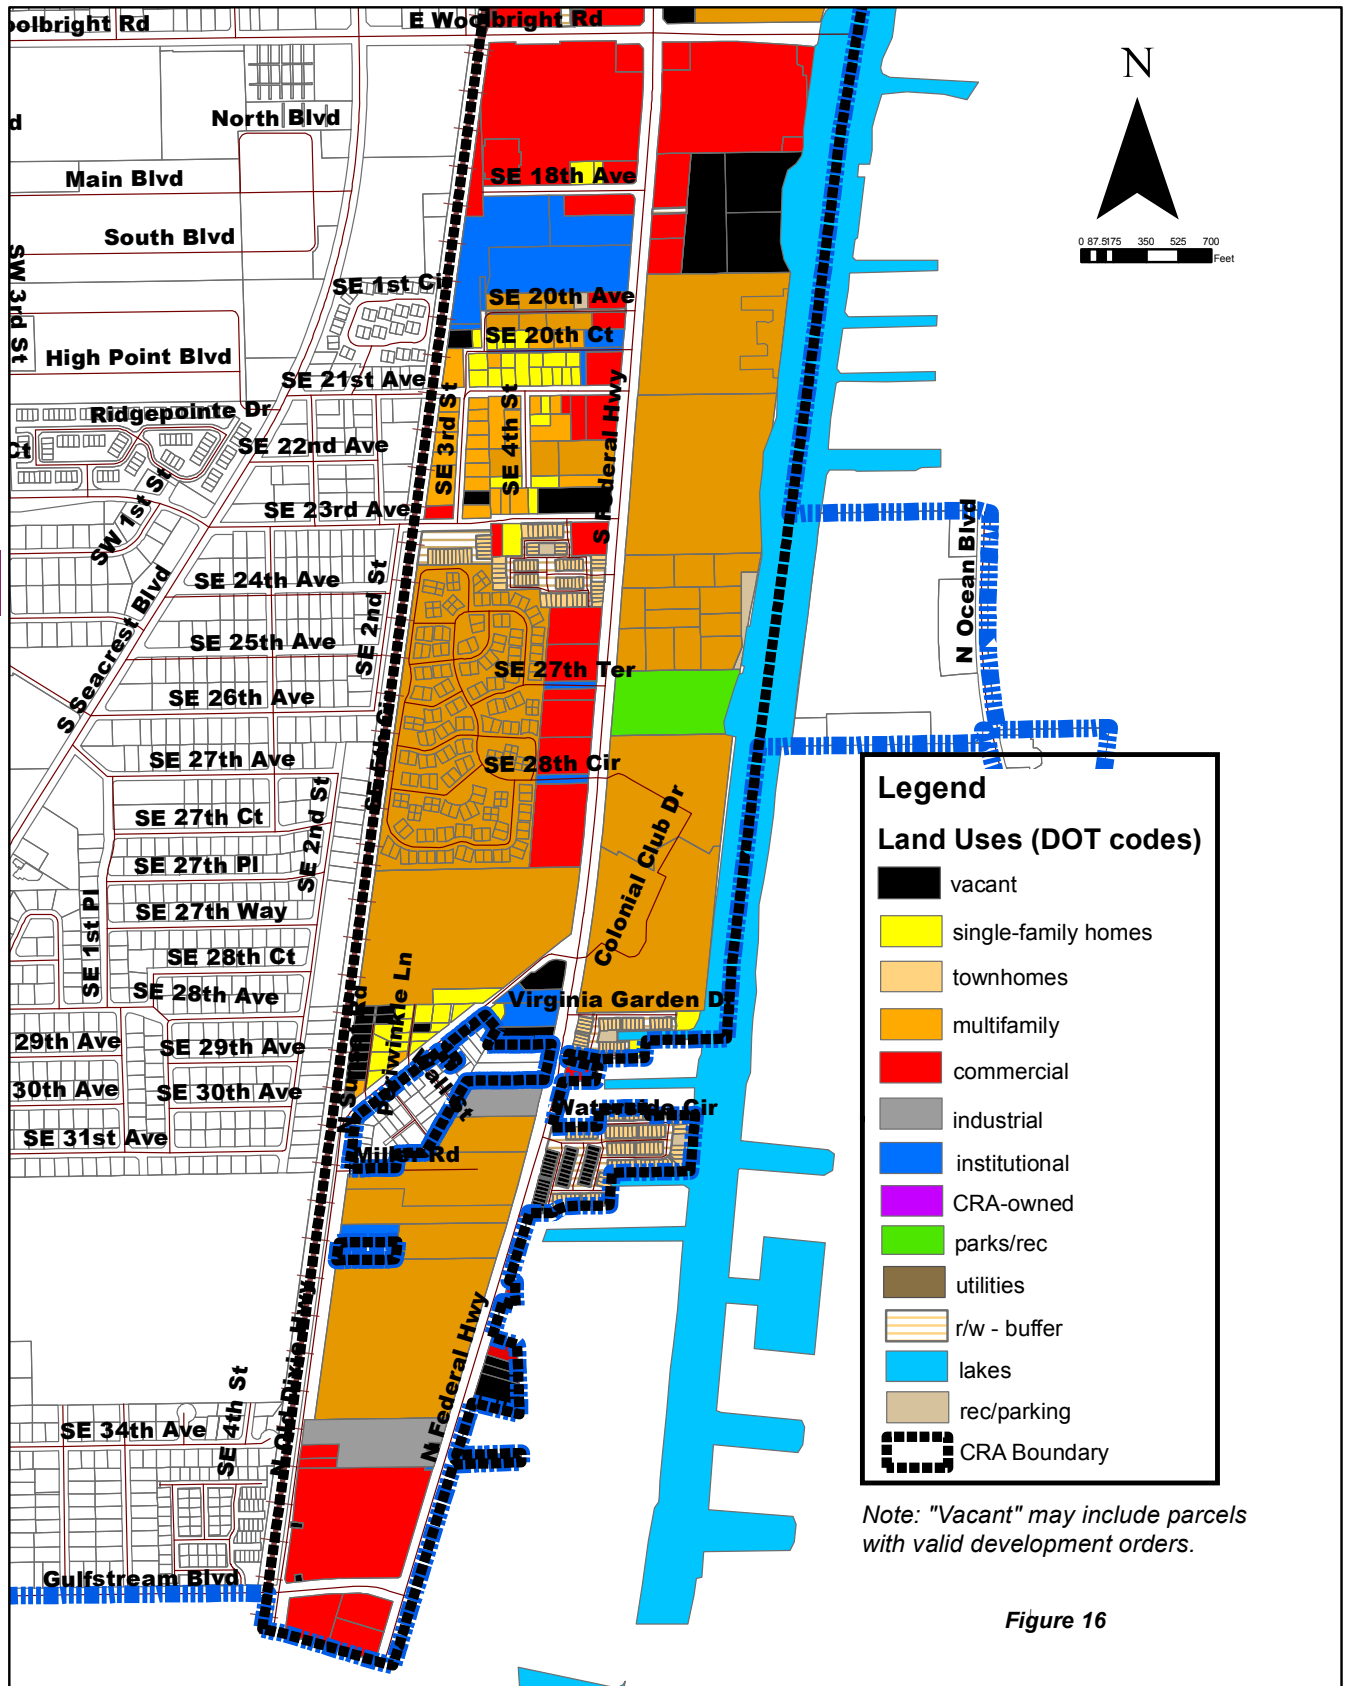 oolbright Rd
E Woolbright Rd
N
North Blvd
d
Main Blvd
SE 18th Ave
South Blvd
0 87.5175 350 525 700
Feet
SW 3rd St
SE 1st Ci
SE 20th Ave
SE 20th Ct
High Point Blvd
SE 21st Ave
Ridgepointe Dr
SE 3rd St
SE 4th St
S Federal Hwy
Ct
SE 22nd Ave
SW 1st St
SE 23rd Ave
N Ocean Blvd
SE 24th Ave
SE 2nd St
S Seacrest Blvd
SE 25th Ave
SE 27th Ter
SE 26th Ave
SE 27th Ave
SE 28th Cir
SE 27th Ct
SE 2nd St
Colonial Club Dr
SE 27th Pl
SE 27th Way
SE 1st Pl
SE 28th Ct
Periwinkle Ln
SE 28th Ave
Virginia Garden D
29th Ave
SE 29th Ave
30th Ave
SE 30th Ave
Waterside Cir
SE 31st Ave
Miller Rd
N Federal Hwy
N Old Dixie Hwy
SE 4th St
SE 34th Ave
Gulfstream Blvd
Legend
Land Uses (DOT codes)
vacant
single-family homes
townhomes
multifamily
commercial
industrial
institutional
CRA-owned
parks/rec
utilities
r/w - buffer
lakes
rec/parking
CRA Boundary
Note: "Vacant" may include parcels
with valid development orders.
Figure 16